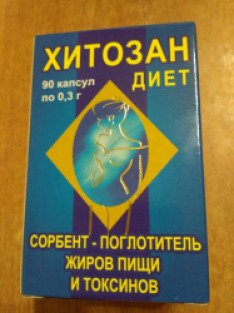 ХИТОЗАН
ДИЕТ
90 капсул
по 0,3 г
СОРБЕНТ - ПОГЛОТИТЕЛЬ
ЖИРОВ ПИЩИ
И ТОКСИНОВ